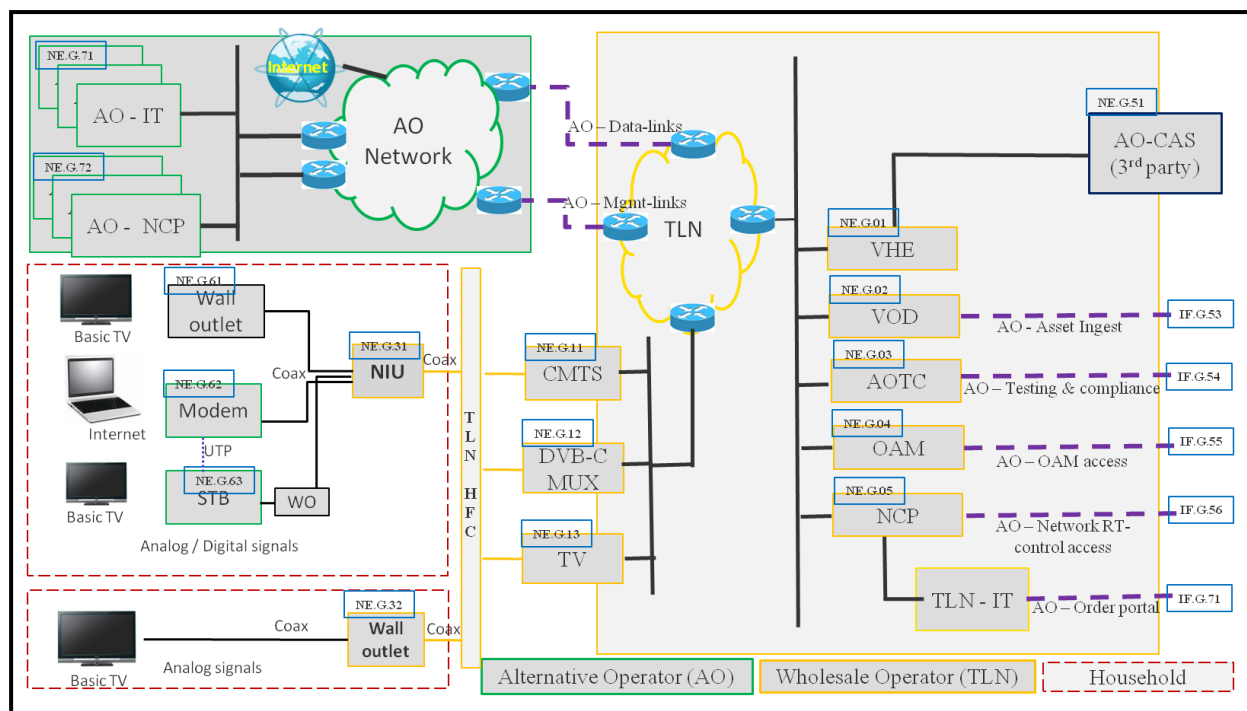 NE.G.71
AO - IT
NE.G.72
AO - NCP
Internet
AO
Network
AO – Data-links
AO – Mgmt-links
TLN
NE.G.51
AO-CAS
(3rd party)
NE.G.01
VHE
NE.G.02
VOD
AO - Asset Ingest
IF.G.53
NE.G.03
AOTC
AO – Testing & compliance
IF.G.54
NE.G.04
OAM
AO – OAM access
IF.G.55
NE.G.05
NCP
AO – Network RT-
control access
IF.G.56
TLN - IT
AO – Order portal
IF.G.71
NE.G.61
Wall
outlet
Basic TV
NE.G.31
NIU
Coax
Coax
NE.G.62
Modem
Internet
UTP
NE.G.63
STB
WO
Basic TV
Analog / Digital signals
TLN HFC
NE.G.11
CMTS
NE.G.12
DVB-C
MUX
NE.G.13
TV
NE.G.32
Wall
outlet
Coax
Coax
Basic TV
Analog signals
Alternative Operator (AO)
Wholesale Operator (TLN)
Household